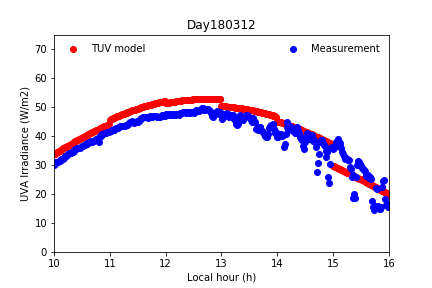 Day180312
TUV model
Measurement
UVA Irradiance (W/m2)
70
60
50
40
30
20
10
0
10 11 12 13 14 15 16
Local hour (h)